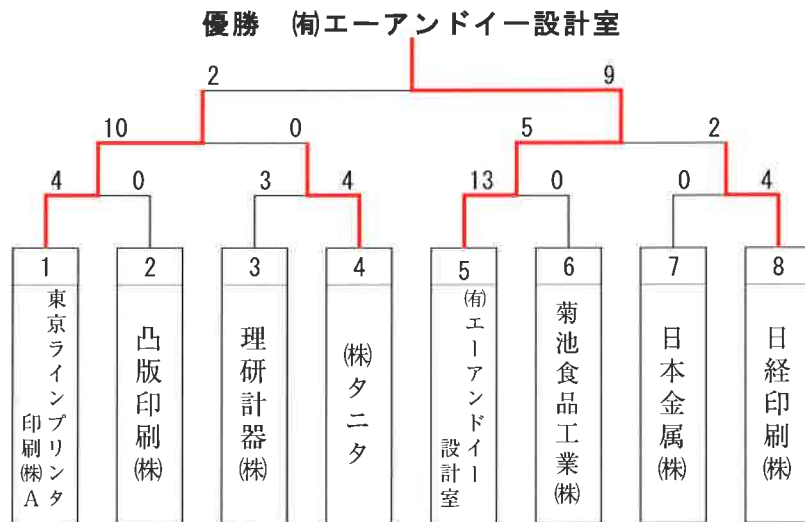 優勝 ㈲エーアンドイー設計室
2 9
10 0 5 2
4 0 3 4 13 0 0 4
1 2 3 4 5 6 7 8
東京ラインプリンタ
印刷㈱A
凸版印刷㈱
理研計器㈱
㈱タニタ
㈲エーアンドイー
設計室
菊池食品工業㈱
日本金属㈱
日経印刷㈱